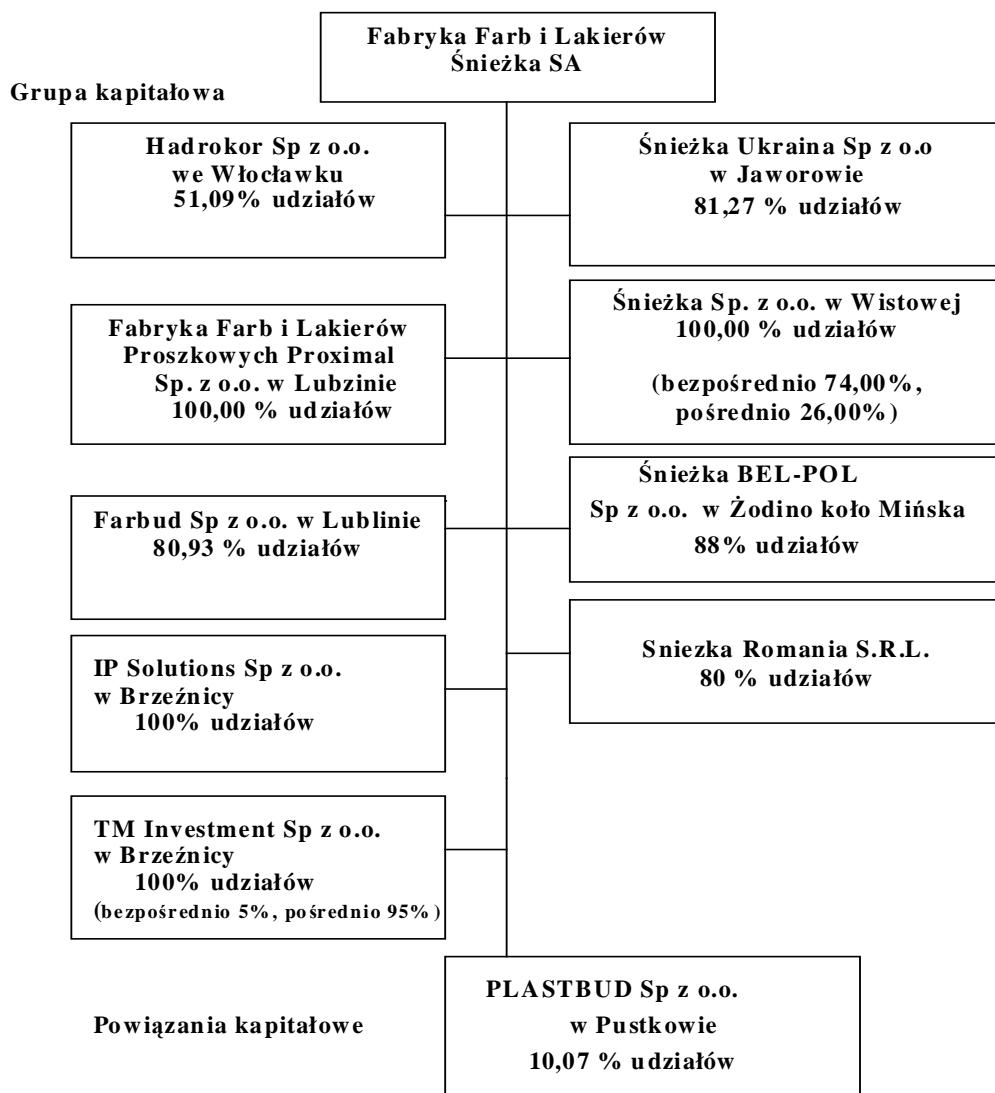 Fabryka Farb i Lakierów
Śnieżka SA
Grupa kapitałowa
Hadrokor Sp z o.o.
we Włocławku
51,09% udziałów
Śnieżka Ukraina Sp z o.o
w Jaworowie
81,27 % udziałów
Fabryka Farb i Lakierów
Proszkowych Proximal
Sp. z o.o. w Lubzinie
100,00 % udziałów
Śnieżka Sp. z o.o. w Wistowej
100,00 % udziałów
(bezpośrednio 74,00%,
pośrednio 26,00%)
Farbud Sp z o.o. w Lublinie
80,93 % udziałów
Śnieżka BEL-POL
Sp z o.o. w Żodino koło Mińska
88% udziałów
IP Solutions Sp z o.o.
w Brzeźnicy
100% udziałów
Sniezka Romania S.R.L.
80 % udziałów
TM Investment Sp z o.o.
w Brzeźnicy
100% udziałów
(bezpośrednio 5%, pośrednio 95%)
Powiązania kapitałowe
PLASTBUD Sp z o.o.
w Pustkowie
10,07 % udziałów